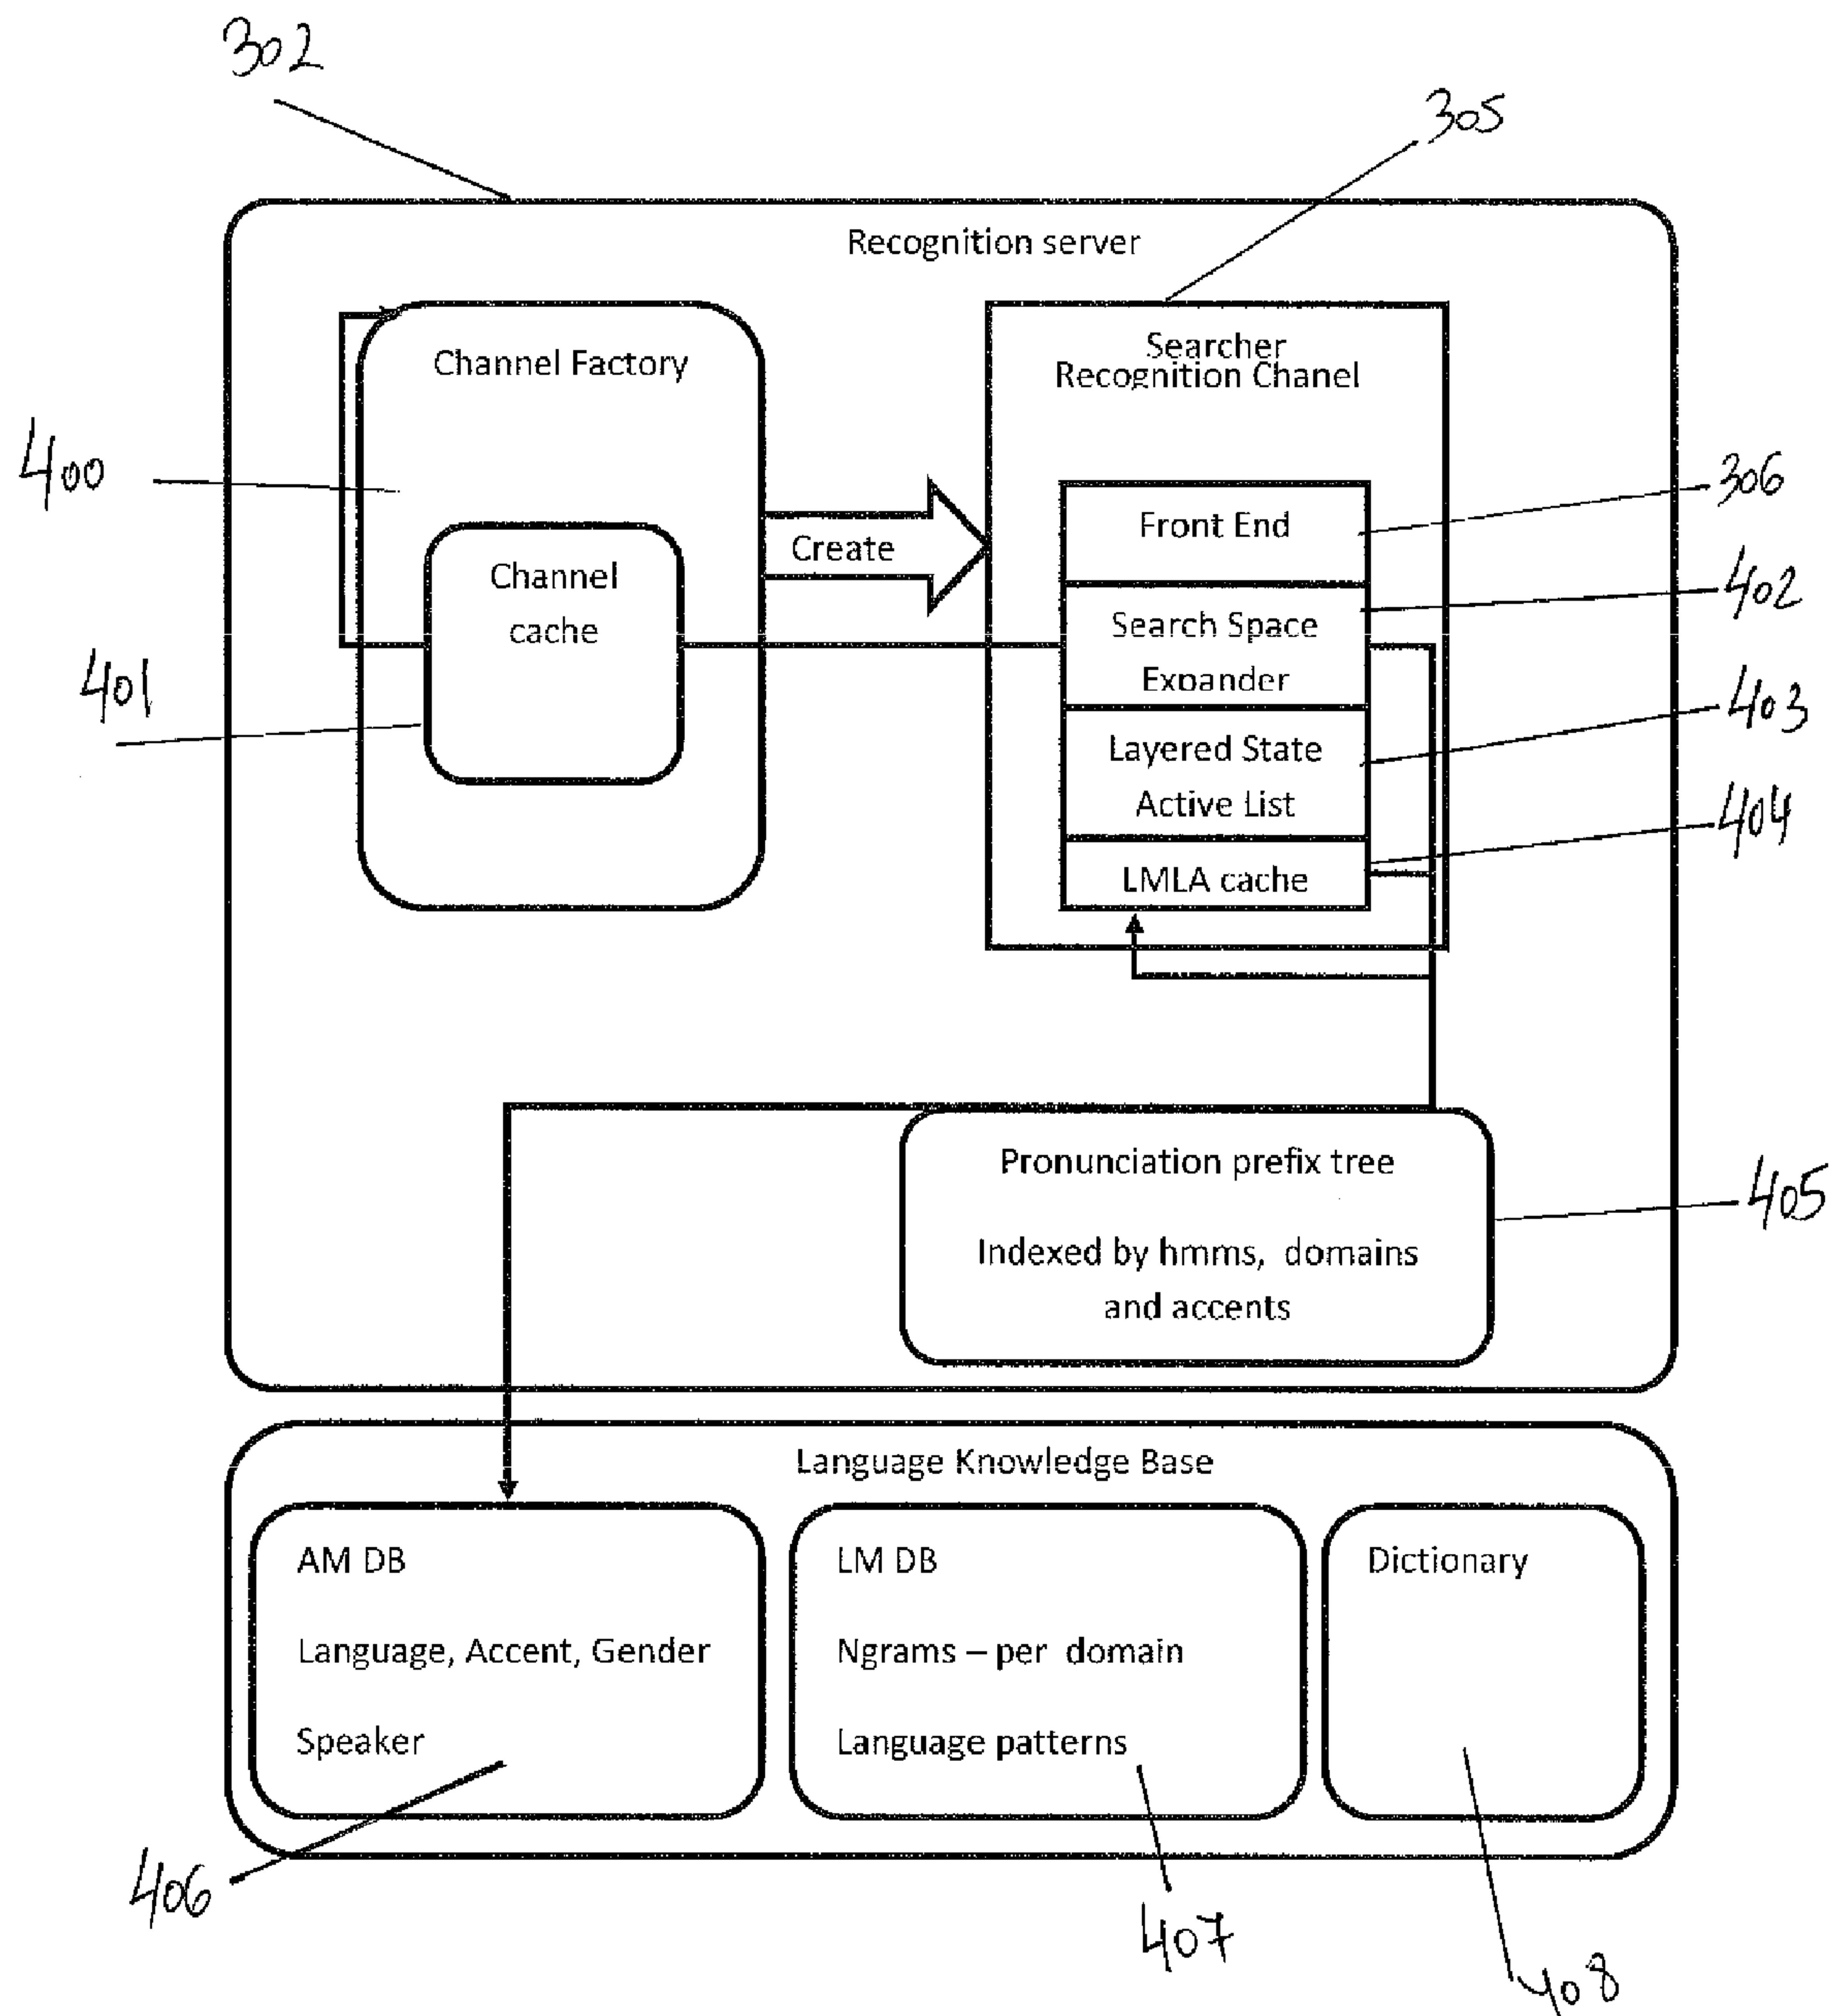 302
305
Recognition server
Channel Factory
Searcher
Recognition Chanel
400
306
Front End
Create
Channel
cache
402
Search Space
Expander
401
403
Layered State
Active List
404
LMLA cache
Pronunciation prefix tree
405
Indexed by hmms, domains
and accents
Language Knowledge Base
AM DB
Language, Accent, Gender
Speaker
LM DB
Ngrams – per domain
Language patterns
Dictionary
406
407
408